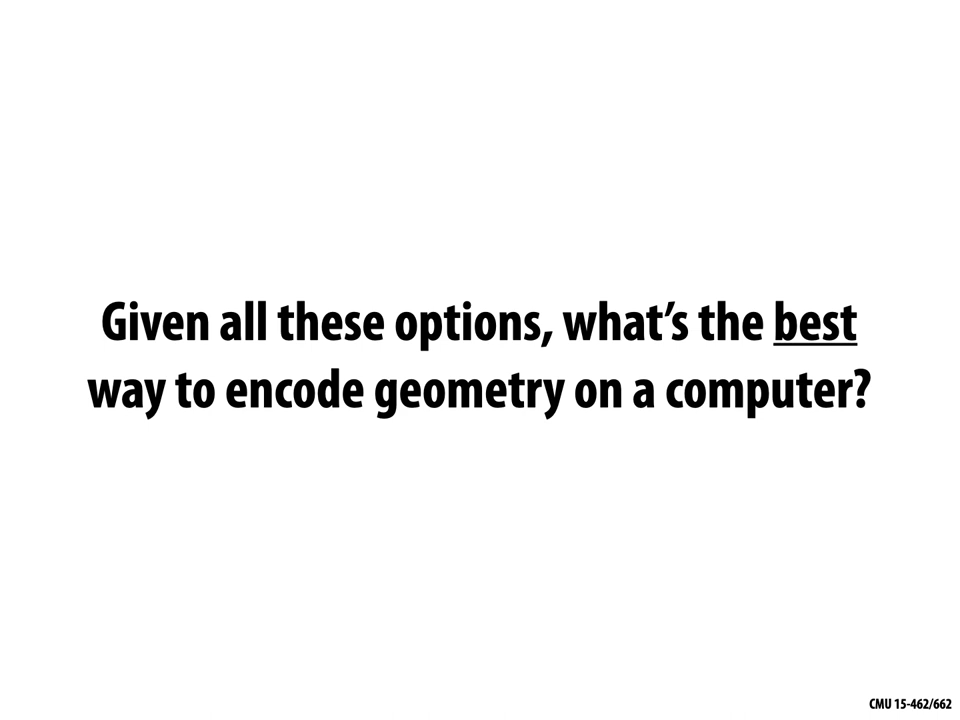 Given all these options, what’s the best
way to encode geometry on a computer?
CMU 15-462/662